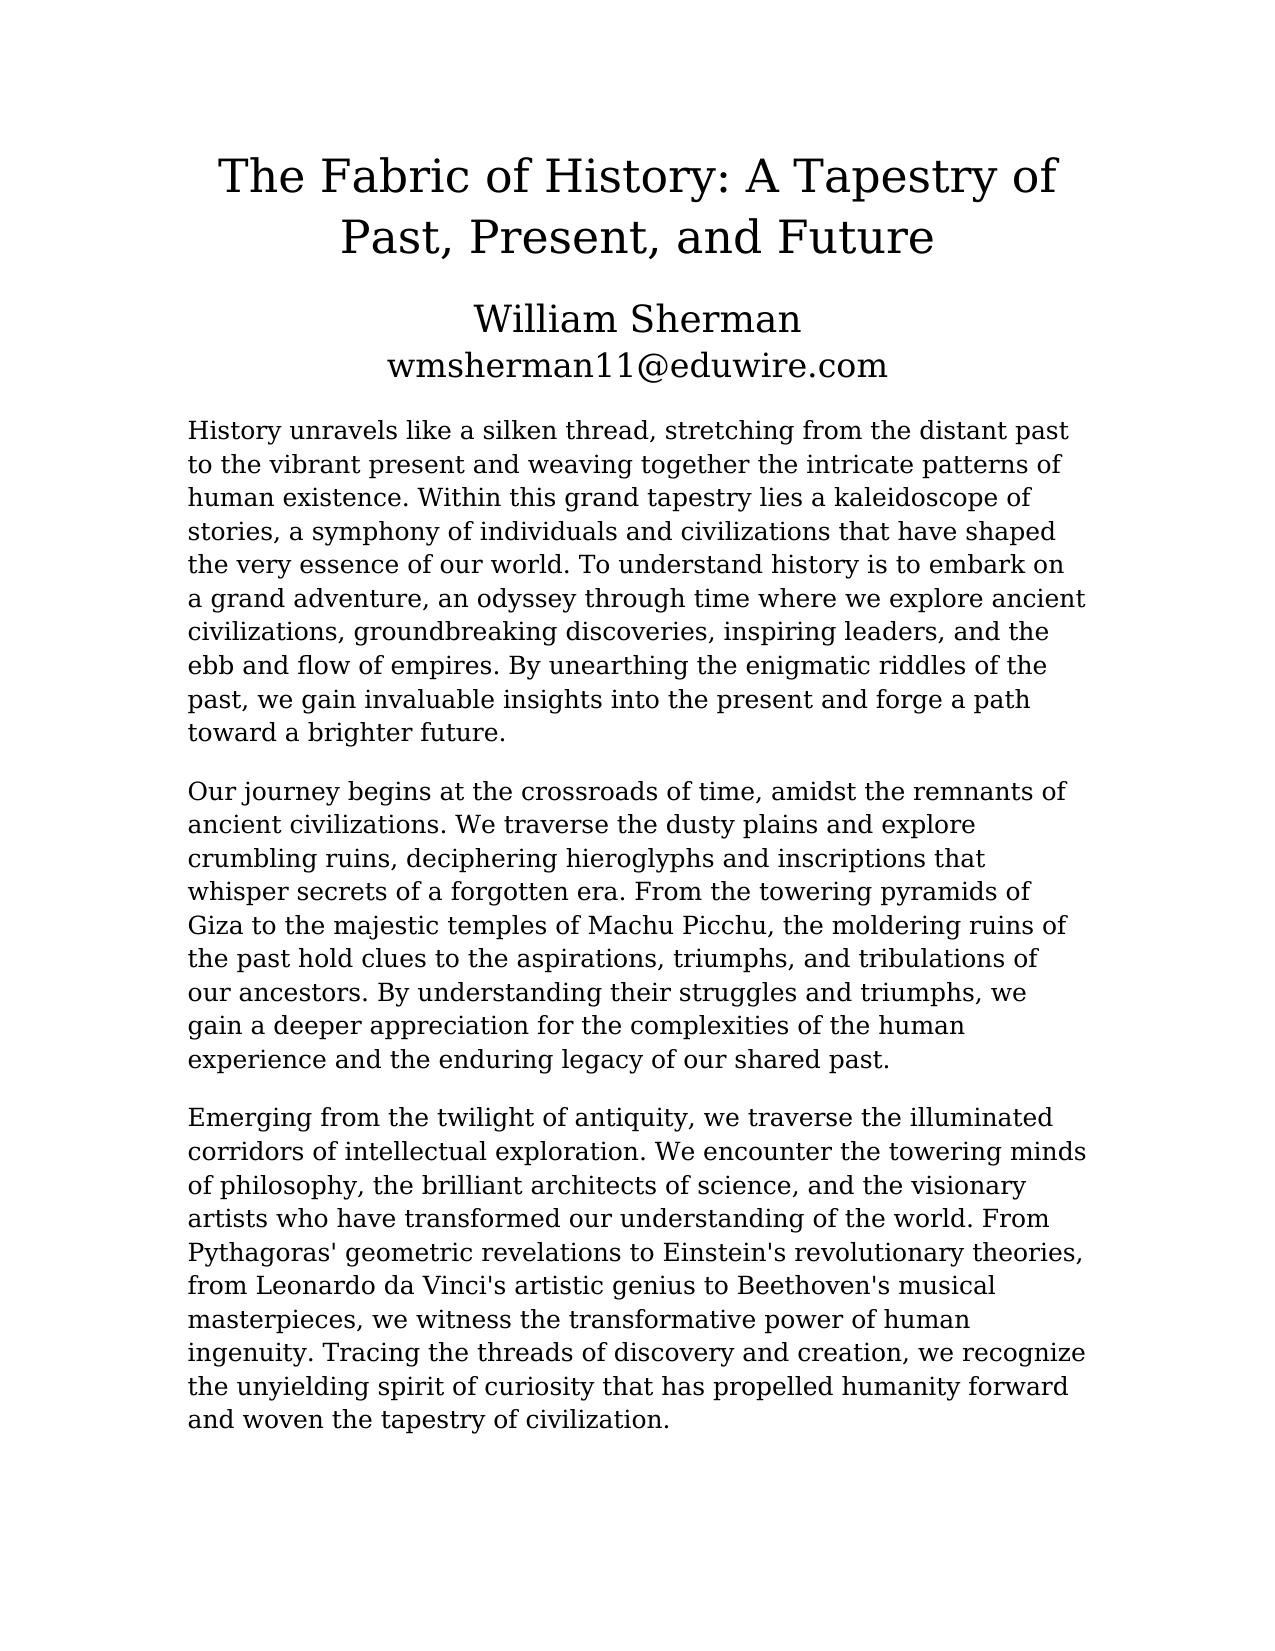 The Fabric of History: A Tapestry of
Past, Present, and Future
William Sherman
wmsherman11@eduwire.com
History unravels like a silken thread, stretching from the distant past
to the vibrant present and weaving together the intricate patterns of
human existence. Within this grand tapestry lies a kaleidoscope of
stories, a symphony of individuals and civilizations that have shaped
the very essence of our world. To understand history is to embark on
a grand adventure, an odyssey through time where we explore ancient
civilizations, groundbreaking discoveries, inspiring leaders, and the
ebb and flow of empires. By unearthing the enigmatic riddles of the
past, we gain invaluable insights into the present and forge a path
toward a brighter future.
Our journey begins at the crossroads of time, amidst the remnants of
ancient civilizations. We traverse the dusty plains and explore
crumbling ruins, deciphering hieroglyphs and inscriptions that
whisper secrets of a forgotten era. From the towering pyramids of
Giza to the majestic temples of Machu Picchu, the moldering ruins of
the past hold clues to the aspirations, triumphs, and tribulations of
our ancestors. By understanding their struggles and triumphs, we
gain a deeper appreciation for the complexities of the human
experience and the enduring legacy of our shared past.
Emerging from the twilight of antiquity, we traverse the illuminated
corridors of intellectual exploration. We encounter the towering minds
of philosophy, the brilliant architects of science, and the visionary
artists who have transformed our understanding of the world. From
Pythagoras' geometric revelations to Einstein's revolutionary theories,
from Leonardo da Vinci's artistic genius to Beethoven's musical
masterpieces, we witness the transformative power of human
ingenuity. Tracing the threads of discovery and creation, we recognize
the unyielding spirit of curiosity that has propelled humanity forward
and woven the tapestry of civilization.